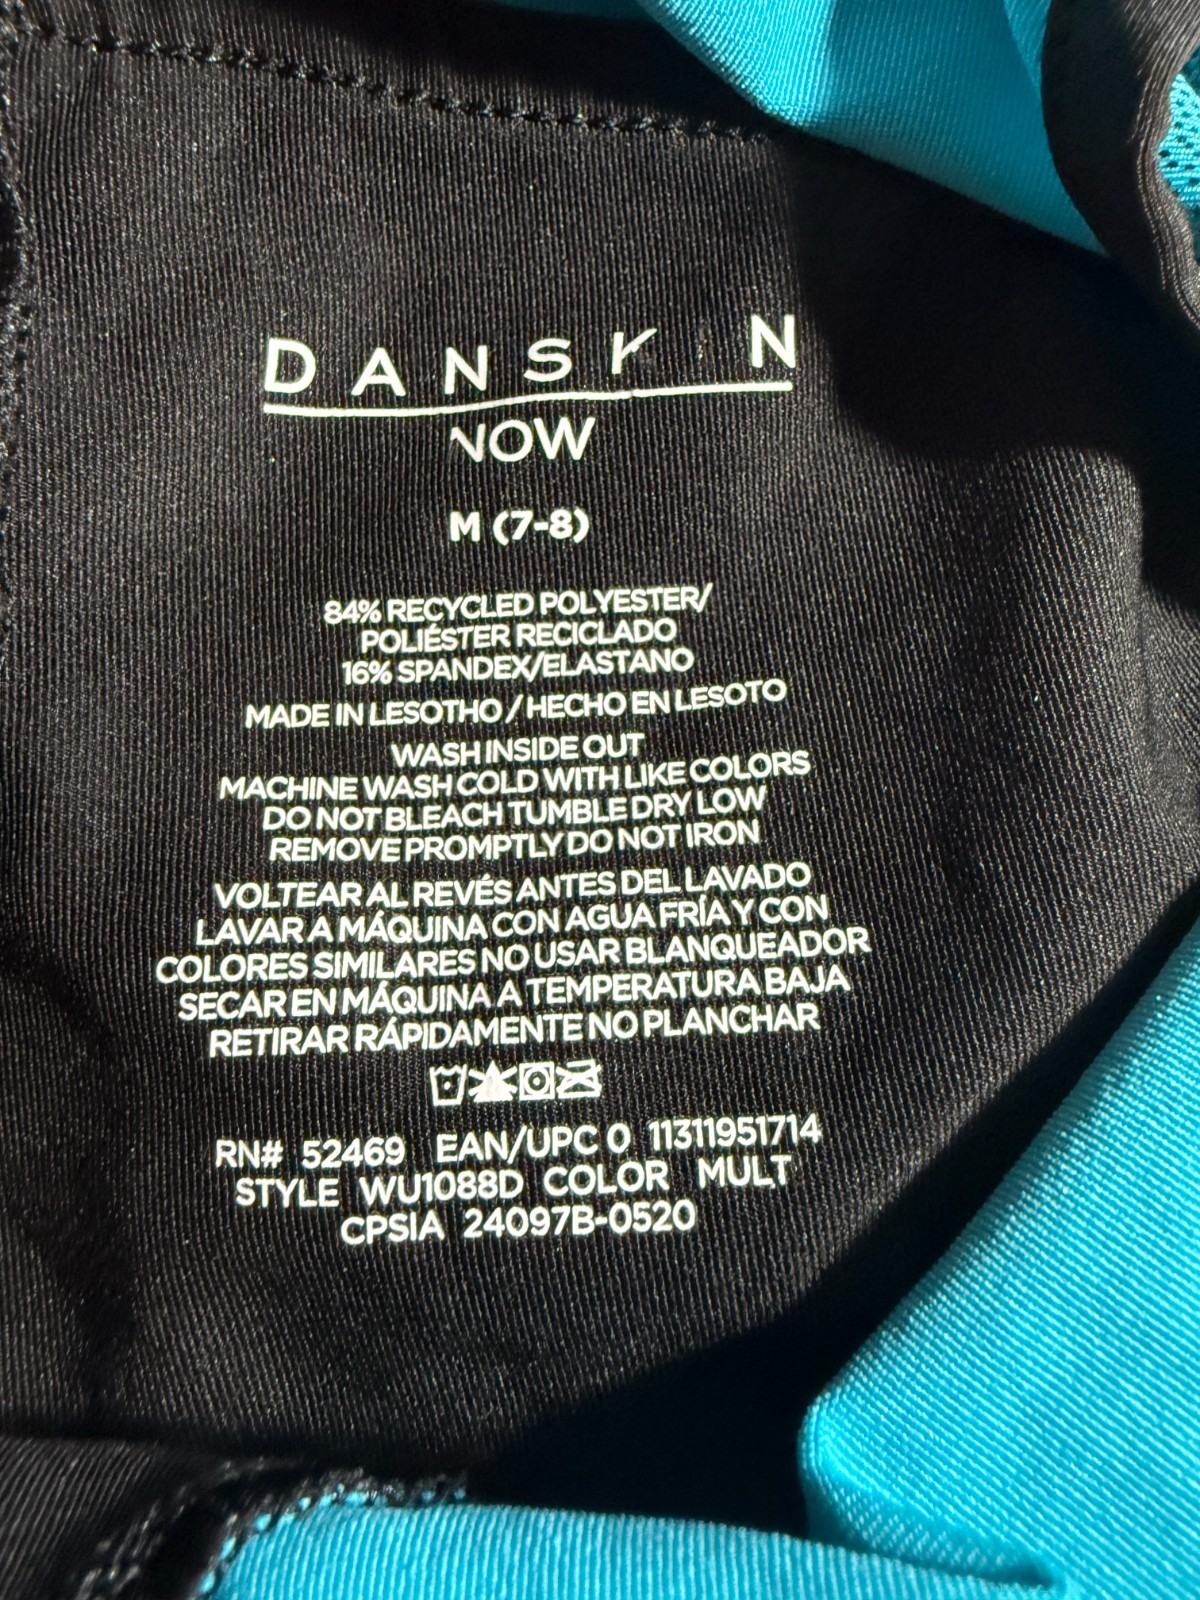 DANSKIN
NOW
M (7-8)
84% RECYCLED POLYESTER/
POLIÉSTER RECICLADO
16% SPANDEX/ELASTANO
MADE IN LESOTHO / HECHO EN LESOTO
WASH INSIDE OUT
MACHINE WASH COLD WITH LIKE COLORS
DO NOT BLEACH TUMBLE DRY LOW
REMOVE PROMPTLY DO NOT IRON
VOLTEAR AL REVÉS ANTES DEL LAVADO
LAVAR A MÁQUINA CON AGUA FRÍA Y CON
COLORES SIMILARES NO USAR BLANQUEADOR
SECAR EN MÁQUINA A TEMPERATURA BAJA
RETIRAR RÁPIDAMENTE NO PLANCHAR
RN# 52469 EAN/UPC 0 11311951714
STYLE WU1088D COLOR MULT
CPSIA 24097B-0520